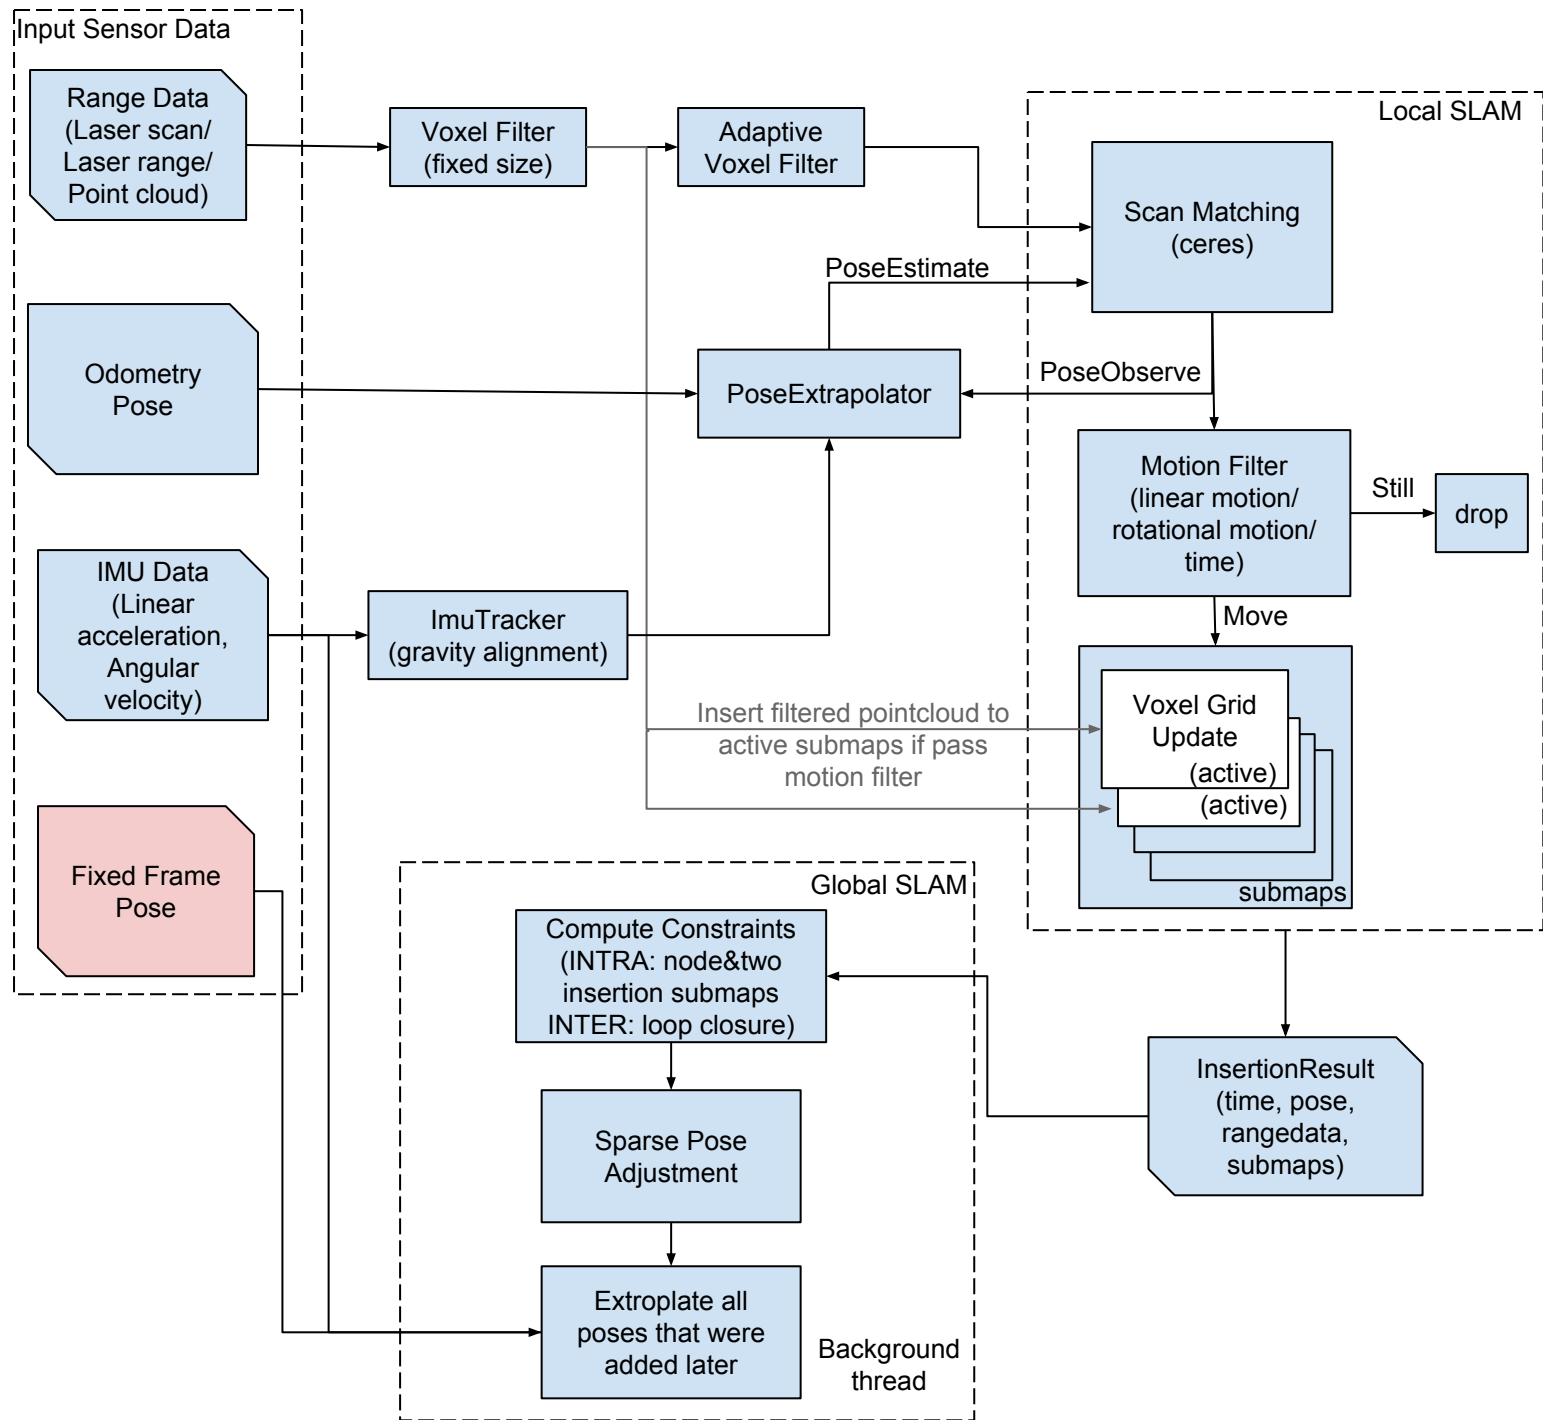 Input Sensor Data
Range Data
(Laser scan/
Laser range/
Point cloud)
Voxel Filter
(fixed size)
Adaptive
Voxel Filter
Local SLAM
Scan Matching
(ceres)
PoseEstimate
Odometry
Pose
PoseExtrapolator
PoseObserve
Motion Filter
(linear motion/
rotational motion/
time)
Still
drop
IMU Data
(Linear
acceleration,
Angular
velocity)
ImuTracker
(gravity alignment)
Move
Insert filtered pointcloud to
active submaps if pass
motion filter
Voxel Grid
Update
(active)
(active)
submaps
Fixed Frame
Pose
Global SLAM
Compute Constraints
(INTRA: node&two
insertion submaps
INTER: loop closure)
InsertionResult
(time, pose,
rangedata,
submaps)
Sparse Pose
Adjustment
Extroplate all
poses that were
added later
Background
thread